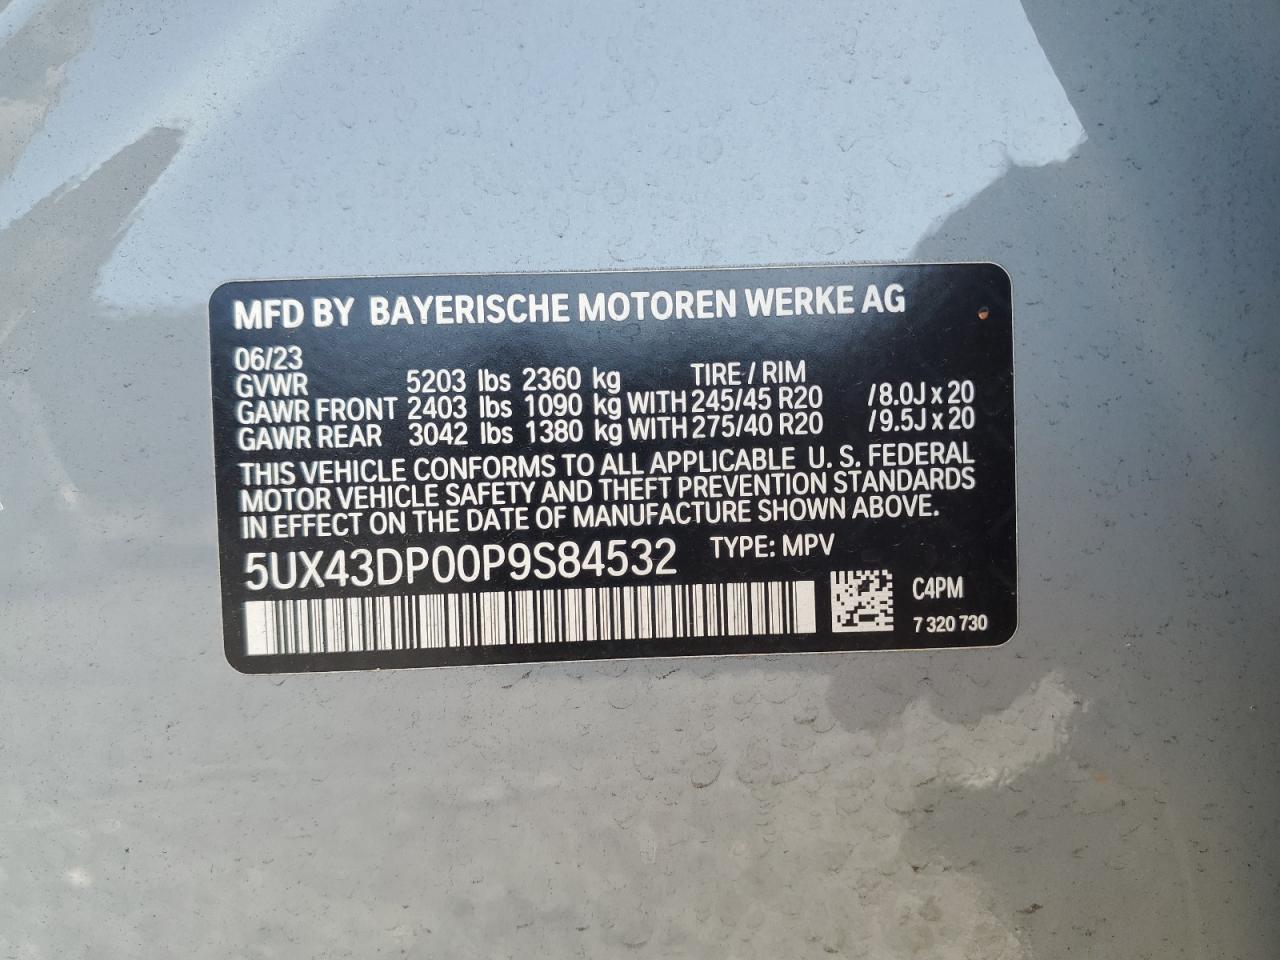 MFD BY BAYERISCHE MOTOREN WERKE AG
06/23 TIRE / RIM
GVWR 5203 lbs 2360 kg
GAWR FRONT 2403 lbs 1090 kg WITH 245/45 R20 /8.0J x 20
GAWR REAR 3042 lbs 1380 kg WITH 275/40 R20 /9.5J x 20
THIS VEHICLE CONFORMS TO ALL APPLICABLE U. S. FEDERAL
MOTOR VEHICLE SAFETY AND THEFT PREVENTION STANDARDS
IN EFFECT ON THE DATE OF MANUFACTURE SHOWN ABOVE.
5UX43DP00P9S84532 TYPE: MPV
C4PM
7 320 730